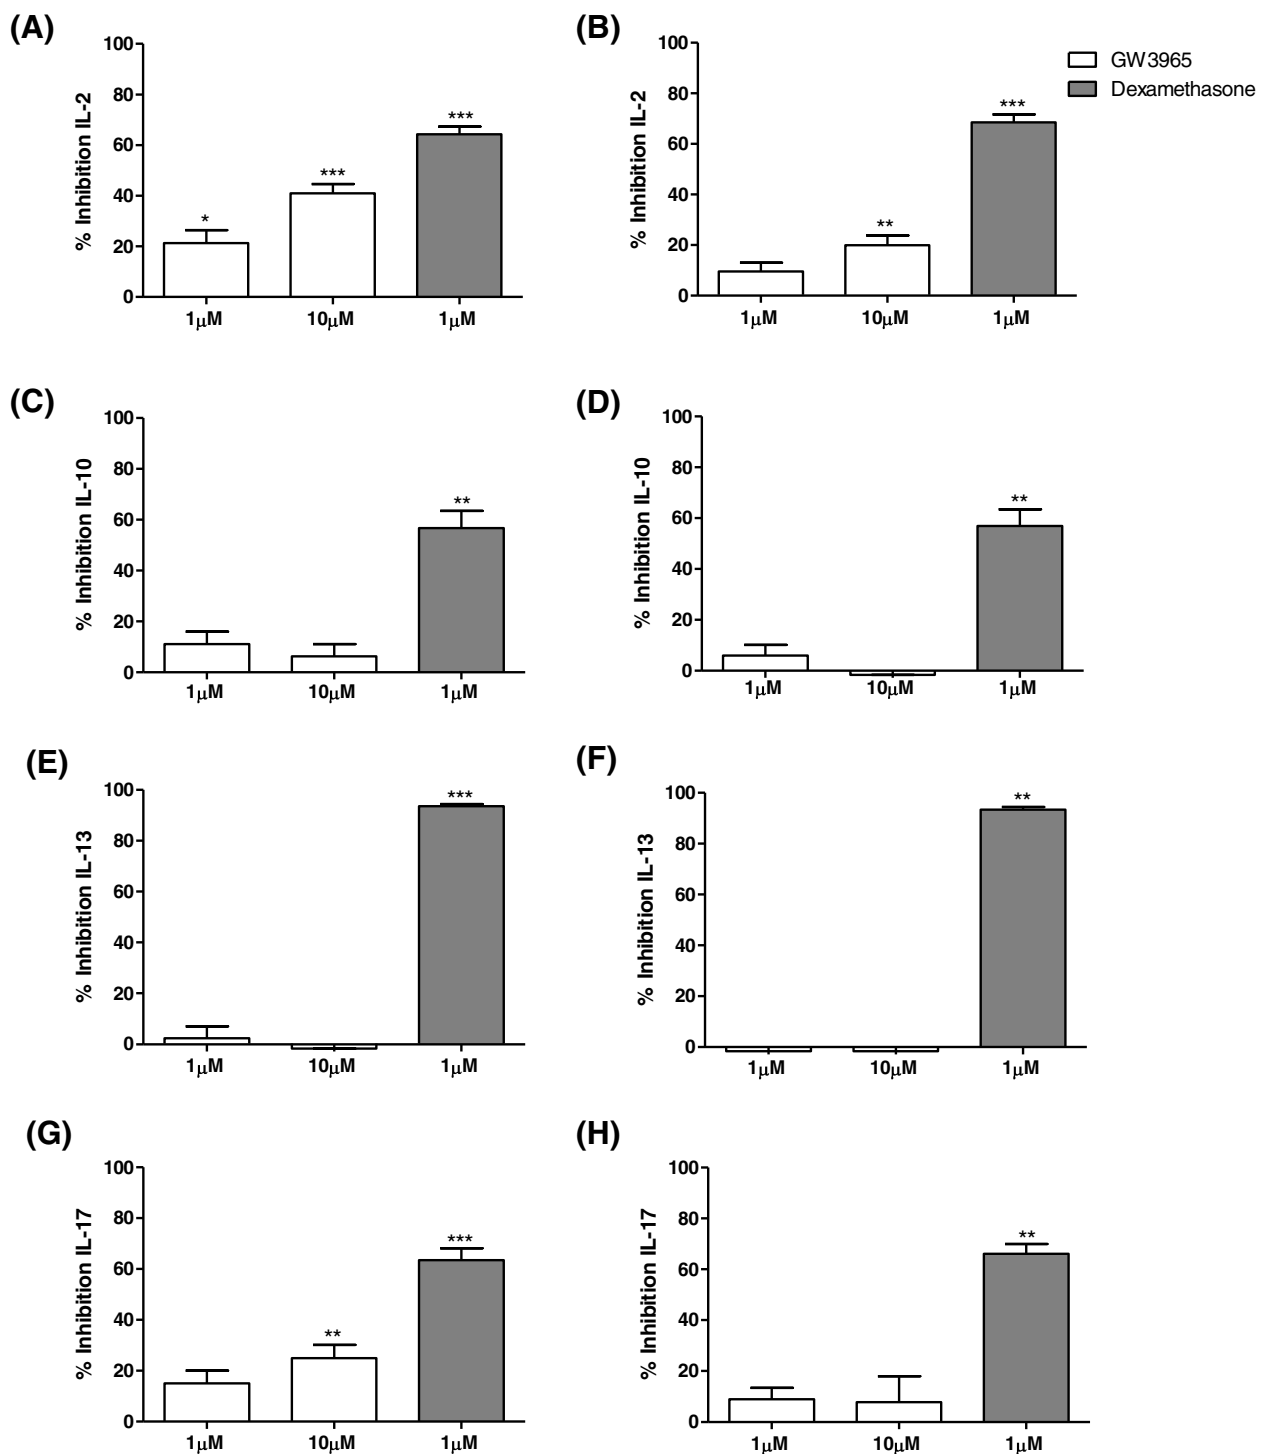 (A)
% Inhibition IL-2
100
80
60
40
20
0
*
***
***
1μM
10μM
1μM
(B)
% Inhibition IL-2
100
80
60
40
20
0
**
***
1μM
10μM
1μM
GW3965
Dexamethasone
(C)
% Inhibition IL-10
100
80
60
40
20
0
**
1μM
10μM
1μM
(D)
% Inhibition IL-10
100
80
60
40
20
0
**
1μM
10μM
1μM
(E)
% Inhibition IL-13
100
80
60
40
20
0
***
1μM
10μM
1μM
(F)
% Inhibition IL-13
100
80
60
40
20
0
**
1μM
10μM
1μM
(G)
% Inhibition IL-17
100
80
60
40
20
0
**
***
1μM
10μM
1μM
(H)
% Inhibition IL-17
100
80
60
40
20
0
**
1μM
10μM
1μM